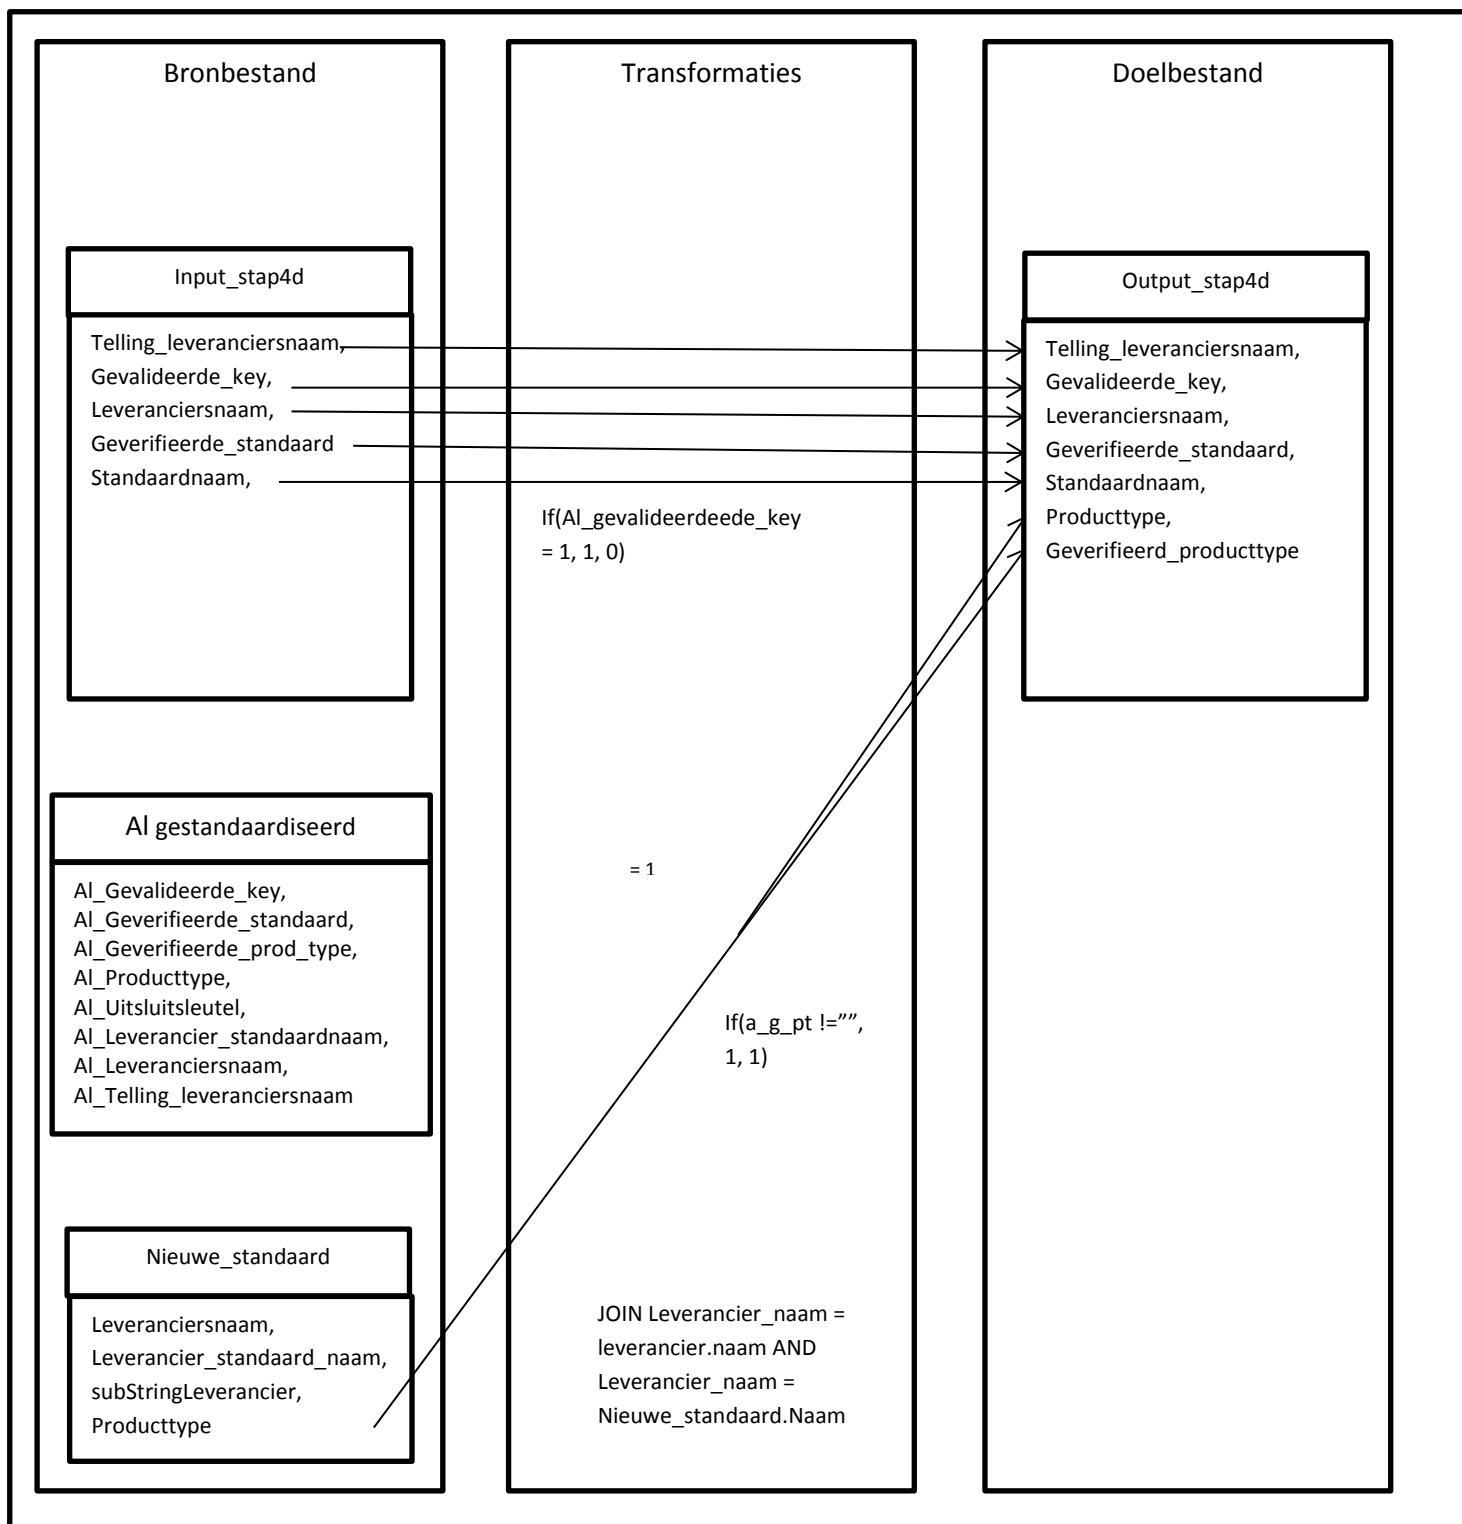 Bronbestand
Input_stap4d
Telling_leveranciersnaam,
Gevalideerde_key,
Leveranciersnaam,
Geverifieerde_standaard
Standaardnaam,
Al gestandaardiseerd
Al_Gevalideerde_key,
Al_Geverifieerde_standaard,
Al_Geverifieerde_prod_type,
Al_Producttype,
Al_Uitsluitsleutel,
Al_Leverancier_standaardnaam,
Al_Leveranciersnaam,
Al_Telling_leveranciersnaam
Nieuwe_standaard
Leveranciersnaam,
Leverancier_standaard_naam,
subStringLeverancier,
Producttype
Transformaties
If(Al_gevalideerdeede_key
= 1, 1, 0)
= 1
If(a_g_pt !=””,
1, 1)
JOIN Leverancier_naam =
leverancier.naam AND
Leverancier_naam =
Nieuwe_standaard.Naam
Doelbestand
Output_stap4d
Telling_leveranciersnaam,
Gevalideerde_key,
Leveranciersnaam,
Geverifieerde_standaard,
Standaardnaam,
Producttype,
Geverifieerd_producttype